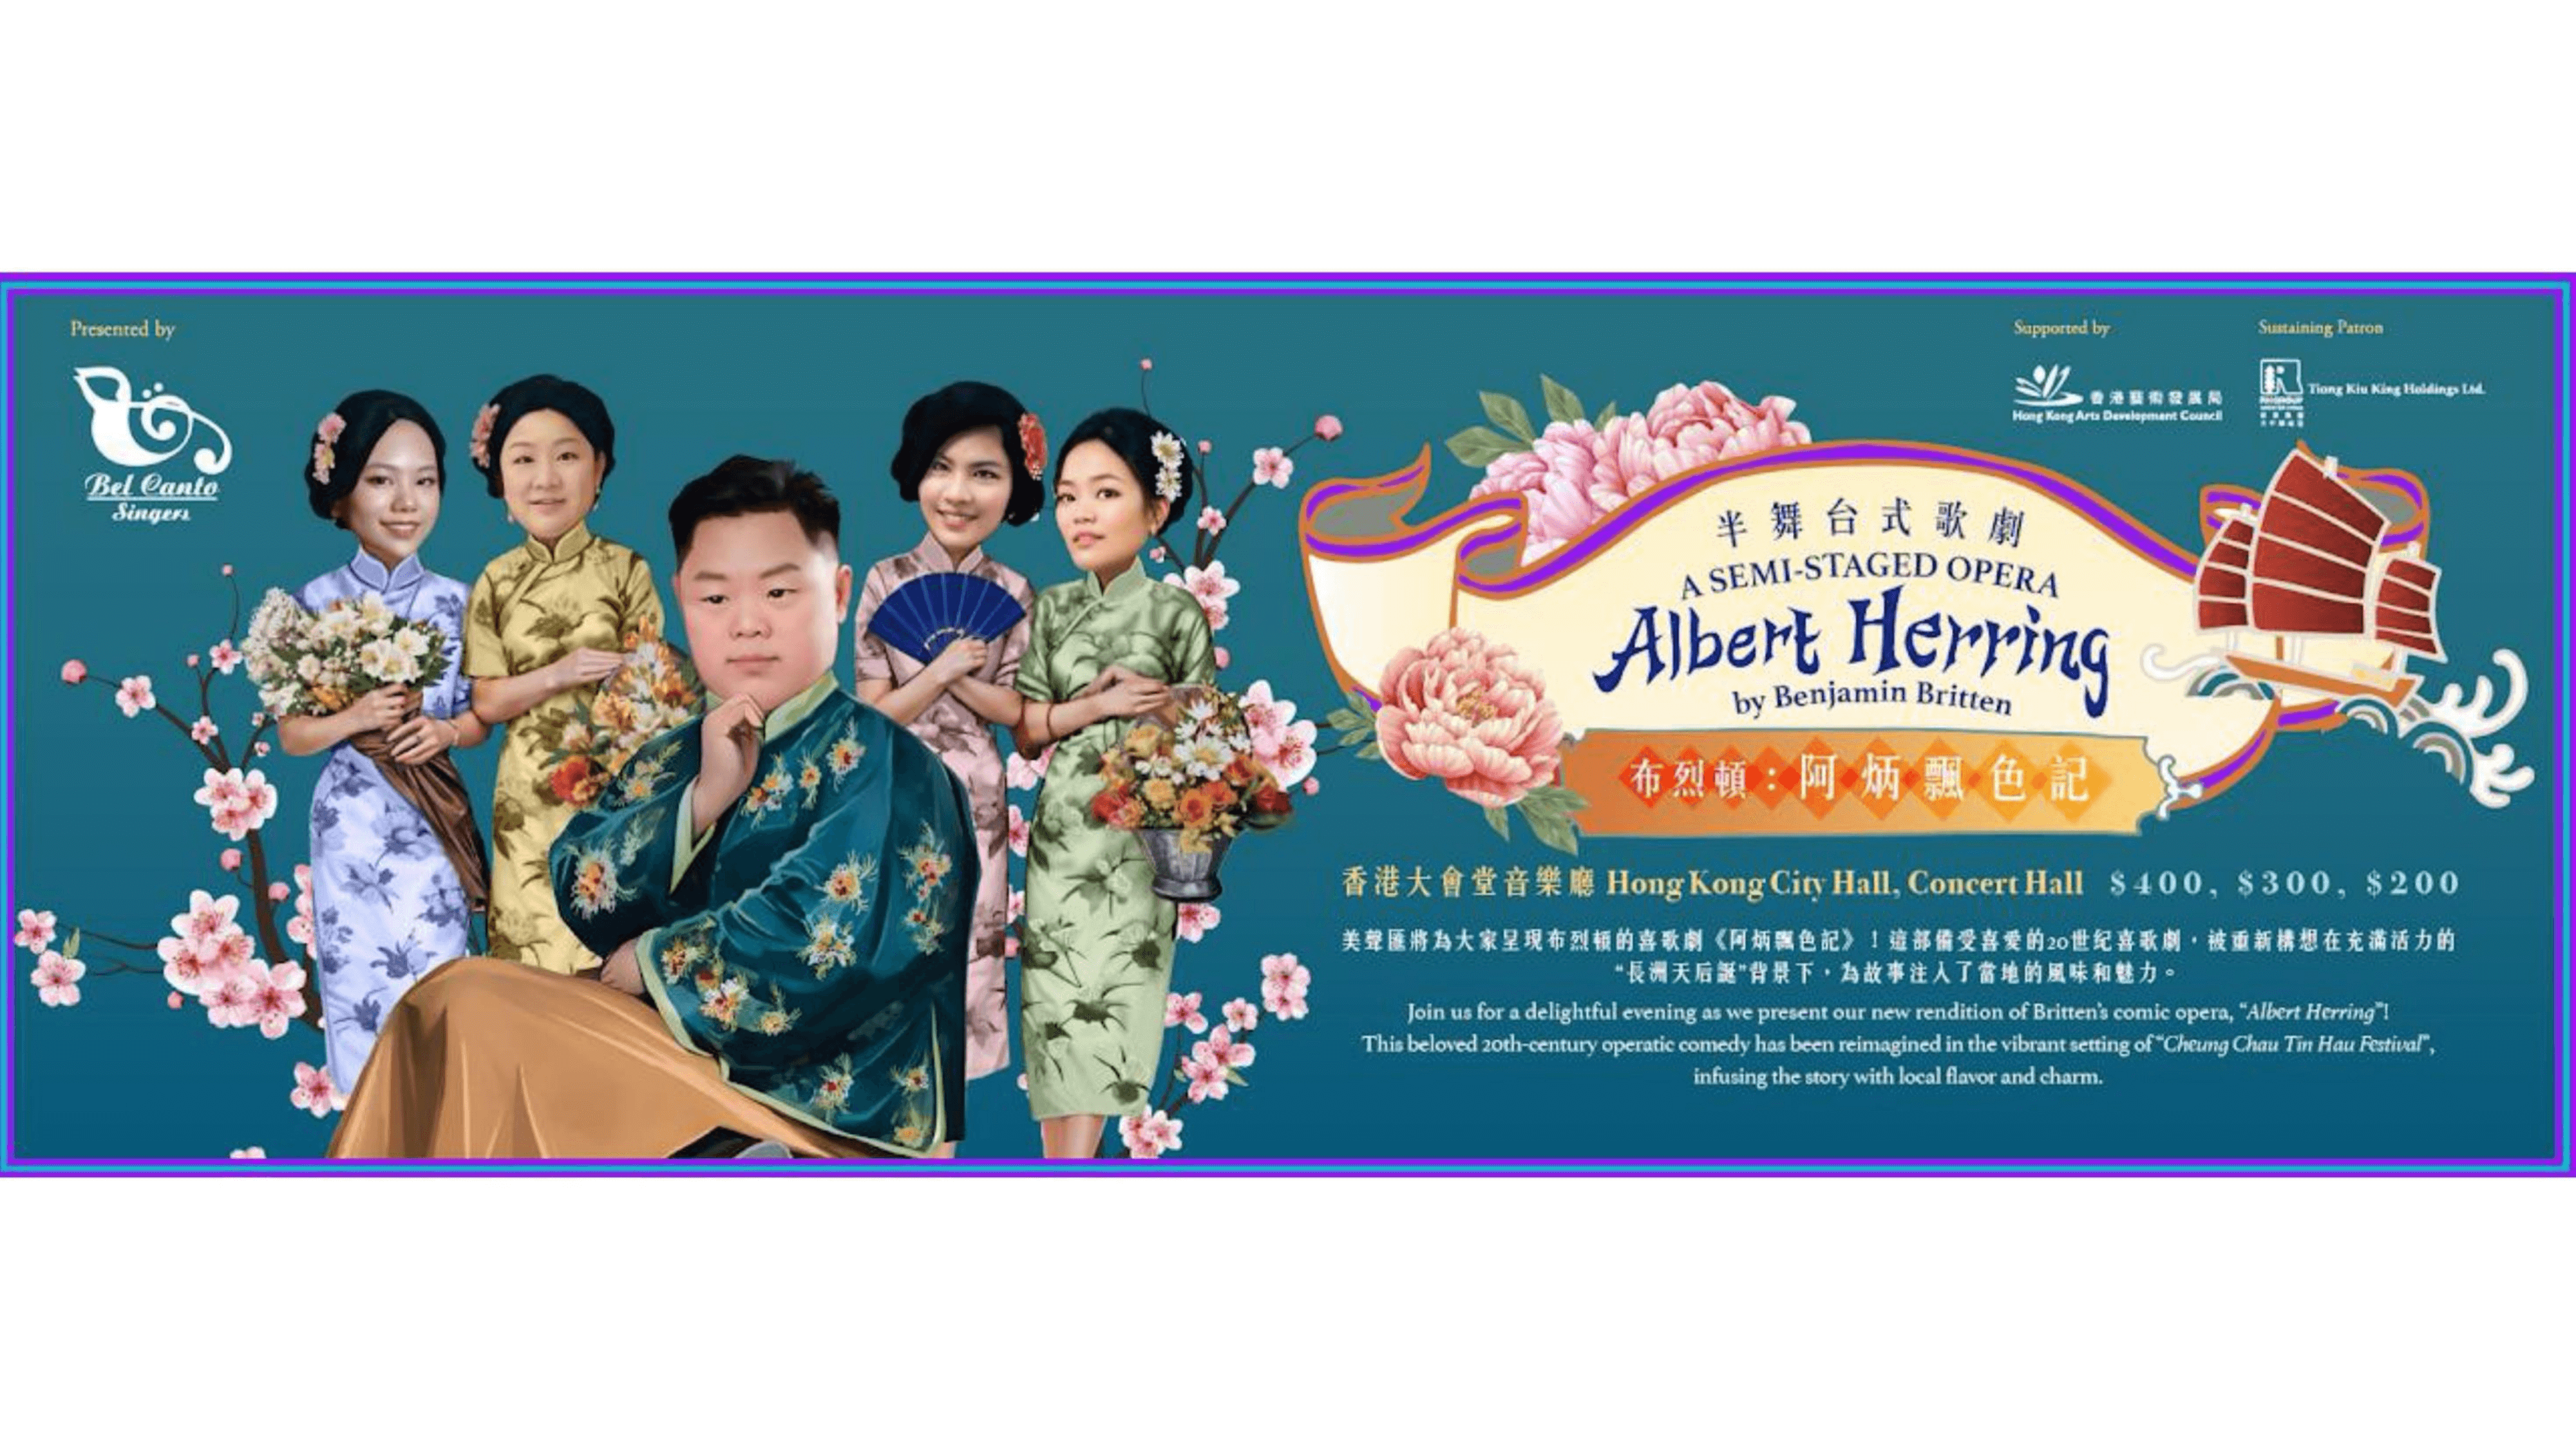 Presented by
Bel Canto
Singers
Supported by
香港藝術發展局
Hong Kong Arts Development Council
Sustaining Patron
Tiong Kiu King Holdings Ltd.
半舞台式歌劇
A SEMI-STAGED OPERA
Albert Herring
by Benjamin Britten
布烈頓：阿炳飄色記
香港大會堂音樂廳 Hong Kong City Hall, Concert Hall $400, $300, $200
美聲匯將為大家呈現布烈頓的喜歌劇《阿炳飄色記》！這部備受喜愛的20世紀喜歌劇，被重新構想在充滿活力的
“長洲天后誕”背景下，為故事注入了當地的風味和魅力。
Join us for a delightful evening as we present our new rendition of Britten’s comic opera, “Albert Herring”!
This beloved 20th-century operatic comedy has been reimagined in the vibrant setting of “Cheung Chau Tin Hau Festival”,
infusing the story with local flavor and charm.